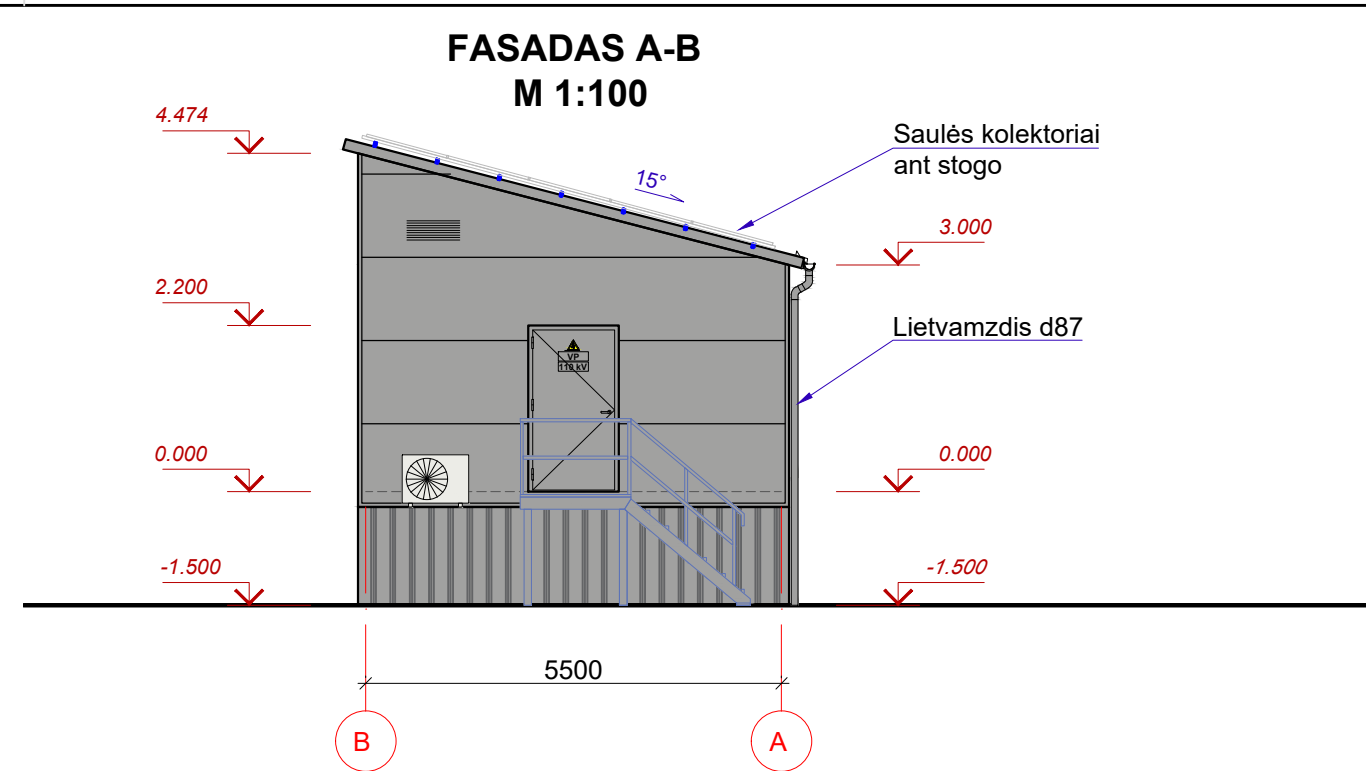 FASADAS A-B
M 1:100
4.474
Saulės kolektoriai
ant stogo
15°
3.000
2.200
Lietvamzdis d87
VP
110 kV
0.000
0.000
-1.500
-1.500
5500
B
A